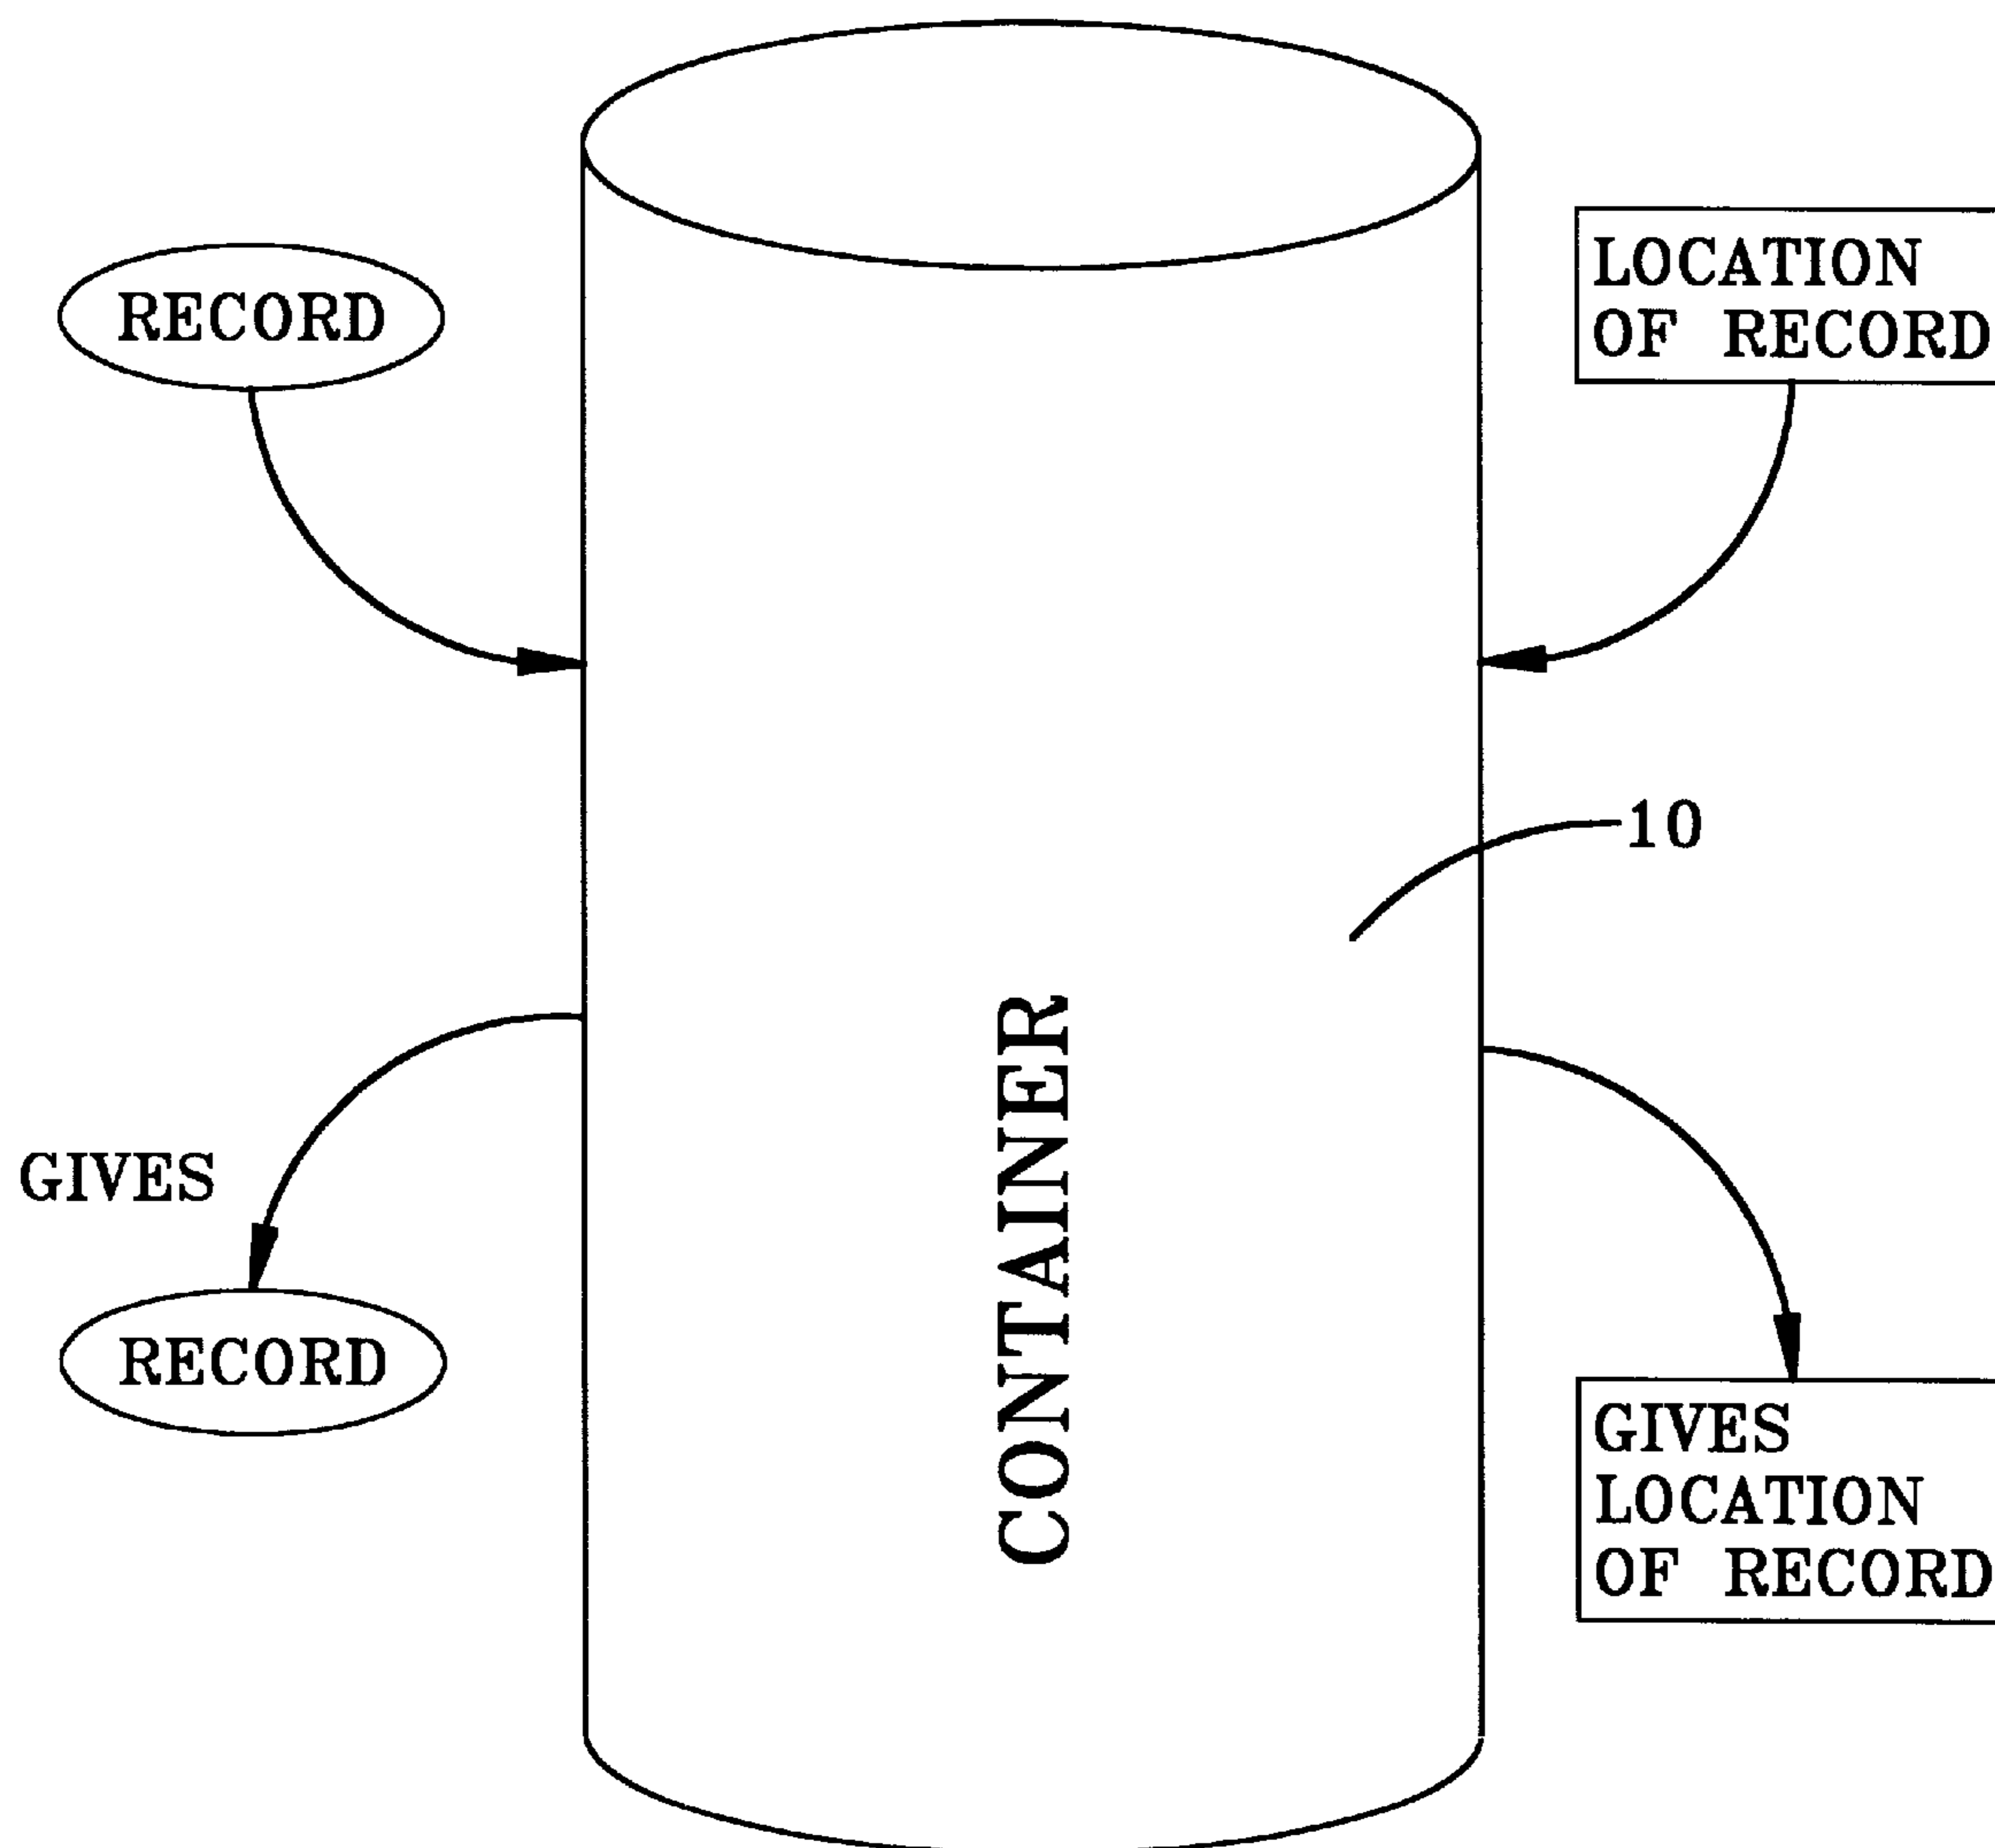 RECORD
LOCATION
OF RECORD
10
CONTAINER
GIVES
RECORD
GIVES
LOCATION
OF RECORD